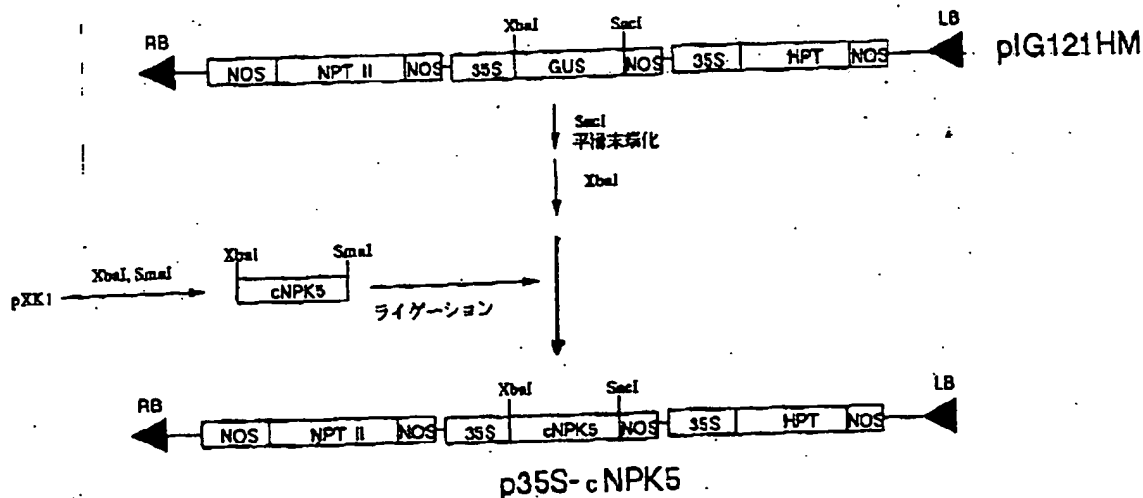 XbaI SacI
RB LB
pIG121HM
NOS NPT II NOS 35S GUS NOS 35S HPT NOS
SacI
平滑末端化
XbaI
XbaI SmaI
XbaI, SmaI
pXK1
cNPK5
ライゲーション
XbaI SacI
RB LB
NOS NPT II NOS 35S cNPK5 NOS 35S HPT NOS
p35S-cNPK5